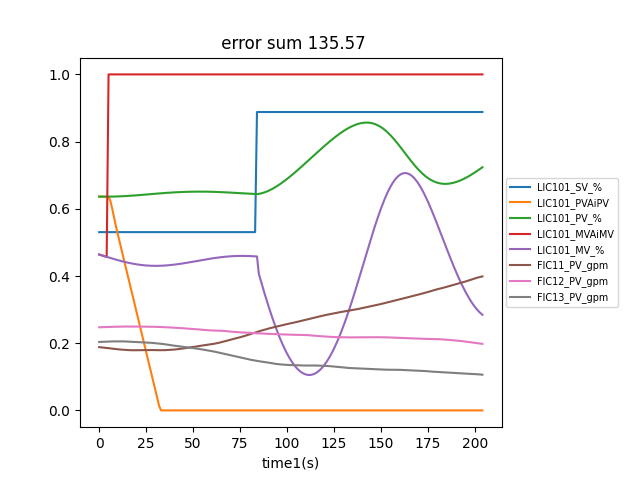 error sum 135.57
1.0
0.8
0.6
0.4
0.2
0.0
0 25 50 75 100 125 150 175 200
time1(s)
LIC101_SV_%
LIC101_PVAiPV
LIC101_PV_%
LIC101_MVAiMV
LIC101_MV_%
FIC11_PV_gpm
FIC12_PV_gpm
FIC13_PV_gpm